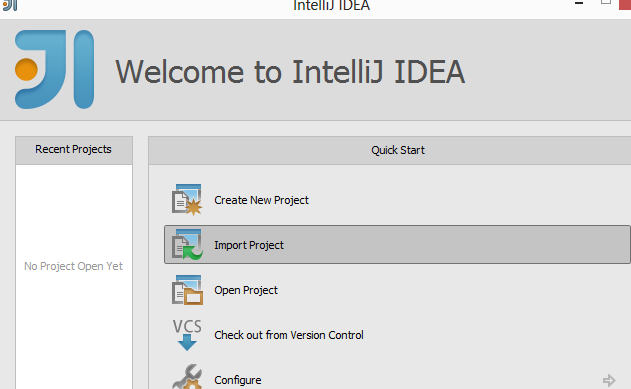 IntelliJ IDEA
Welcome to IntelliJ IDEA
Recent Projects
Quick Start
Create New Project
Import Project
No Project Open Yet
Open Project
VCS
Check out from Version Control
Configure